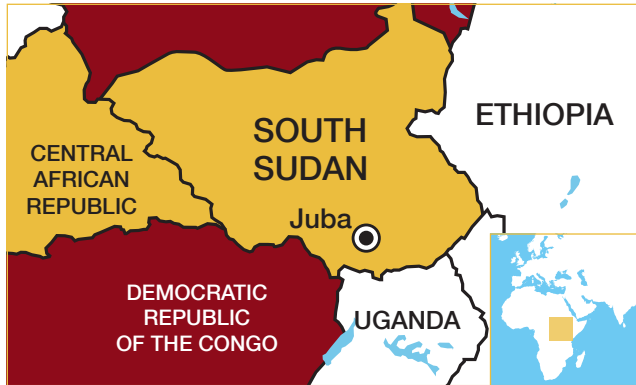 SOUTH
SUDAN
ETHIOPIA
CENTRAL
AFRICAN
REPUBLIC
Juba
DEMOCRATIC
REPUBLIC
OF THE CONGO
UGANDA